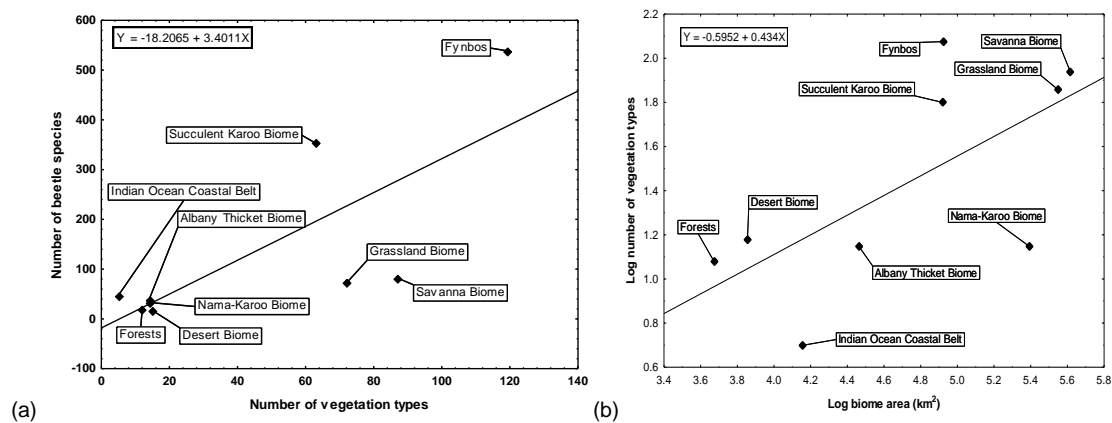 (a)
Number of beetle species
600
500
400
300
200
100
0
-100
Y = -18.2065 + 3.4011X
Fynbos
Succulent Karoo Biome
Indian Ocean Coastal Belt
Albany Thicket Biome
Grassland Biome
Savanna Biome
Nama-Karoo Biome
Forests
Desert Biome
0 20 40 60 80 100 120 140
Number of vegetation types
(b)
Log number of vegetation types
2.2
2.0
1.8
1.6
1.4
1.2
1.0
0.8
0.6
Y = -0.5952 + 0.434X
Fynbos
Savanna Biome
Grassland Biome
Succulent Karoo Biome
Desert Biome
Forests
Nama-Karoo Biome
Albany Thicket Biome
Indian Ocean Coastal Belt
3.4 3.6 3.8 4.0 4.2 4.4 4.6 4.8 5.0 5.2 5.4 5.6 5.8
Log biome area (km²)